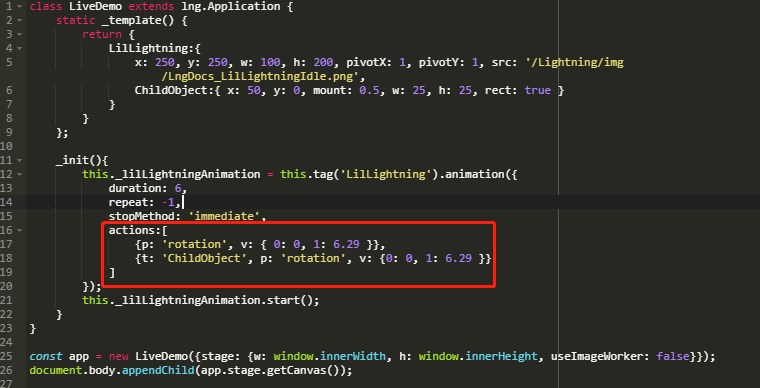 1 class LiveDemo extends lng.Application {
2 static _template() {
3 return {
4 LilLightning:{
5 x: 250, y: 250, w: 100, h: 200, pivotX: 1, pivotY: 1, src: '/Lightning/img
/LngDocs_LilLightningIdle.png',
6 ChildObject:{ x: 50, y: 0, mount: 0.5, w: 25, h: 25, rect: true }
7 }
8 }
9 };
10
11 _init(){
12 this._lilLightningAnimation = this.tag('LilLightning').animation({
13 duration: 6,
14 repeat: -1,
15 stopMethod: 'immediate',
16 actions:[
17 {p: 'rotation', v: { 0: 0, 1: 6.29 }},
18 {t: 'ChildObject', p: 'rotation', v: {0: 0, 1: 6.29 }}
19 ]
20 });
21 this._lilLightningAnimation.start();
22 }
23 }
24
25 const app = new LiveDemo({stage: {w: window.innerWidth, h: window.innerHeight, useImageWorker: false}});
26 document.body.appendChild(app.stage.getCanvas());
27